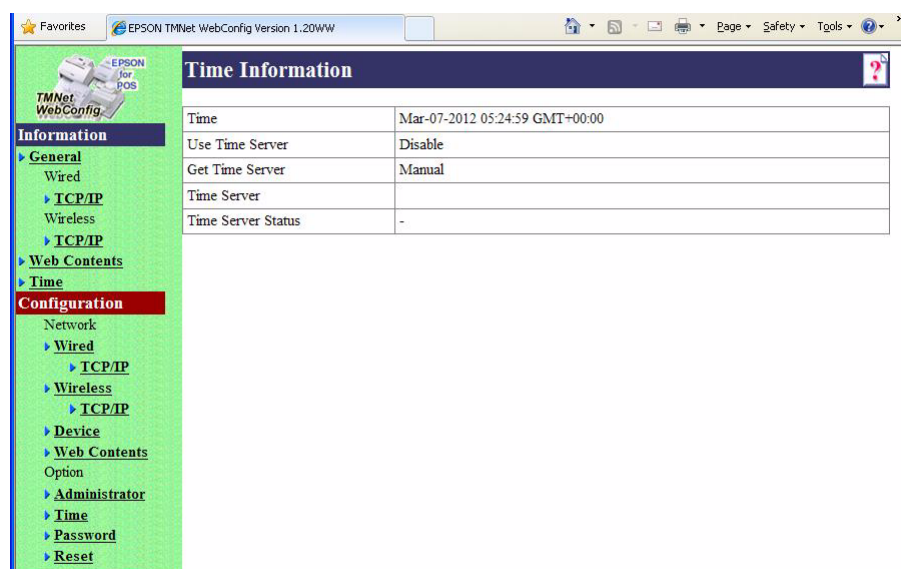 Favorites
EPSON TMNet WebConfig Version 1.20WW
Page
Safety
Tools
EPSON
for
POS
TMNet
WebConfig
Information
General
Wired
TCP/IP
Wireless
TCP/IP
Web Contents
Time
Configuration
Network
Wired
TCP/IP
Wireless
TCP/IP
Device
Web Contents
Option
Administrator
Time
Password
Reset
Time Information
?
Time Mar-07-2012 05:24:59 GMT+00:00
Use Time Server Disable
Get Time Server Manual
Time Server
Time Server Status -